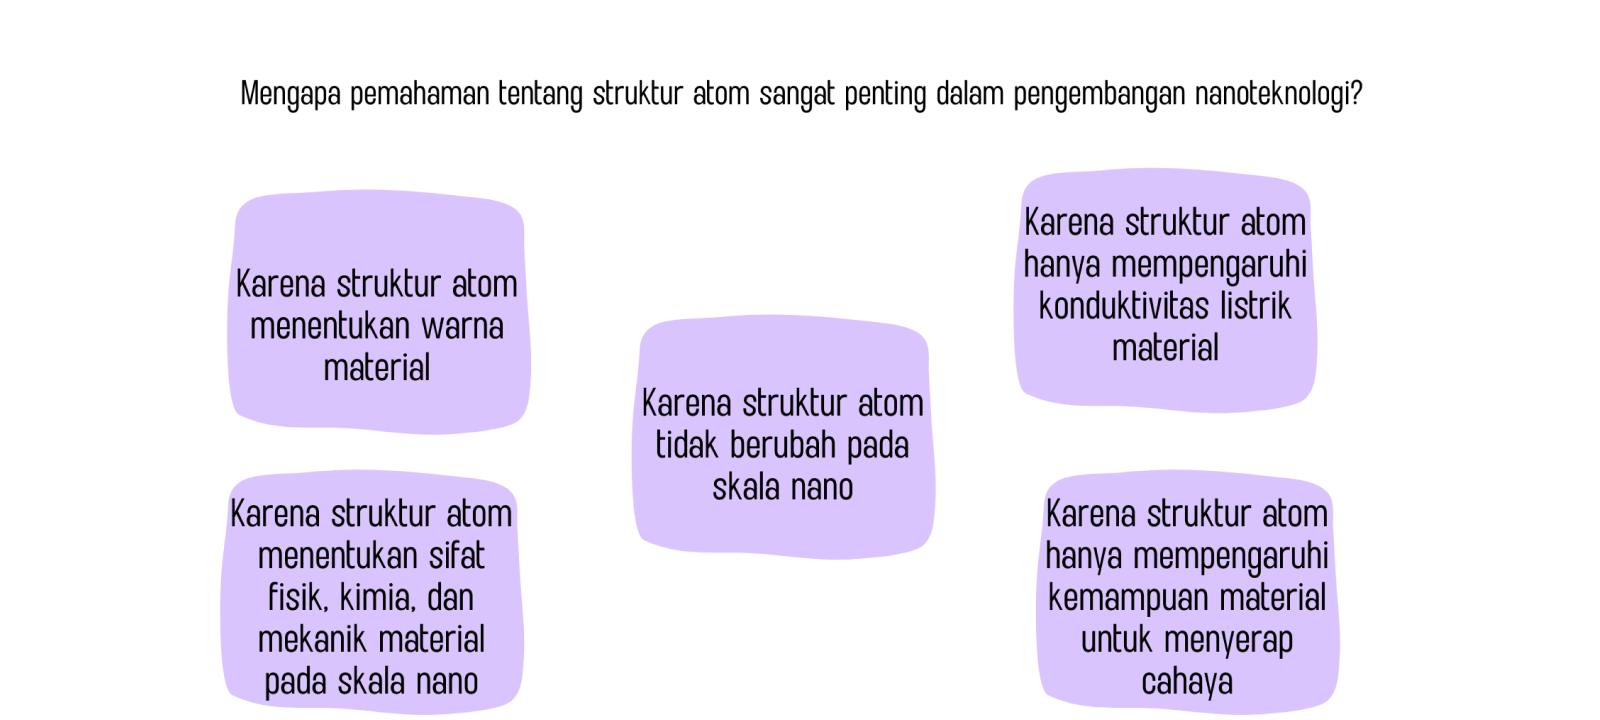 Mengapa pemahaman tentang struktur atom sangat penting dalam pengembangan nanoteknologi?
Karena struktur atom
menentukan warna
material
Karena struktur atom
hanya mempengaruhi
konduktivitas listrik
material
Karena struktur atom
tidak berubah pada
skala nano
Karena struktur atom
menentukan sifat
fisik, kimia, dan
mekanik material
pada skala nano
Karena struktur atom
hanya mempengaruhi
kemampuan material
untuk menyerap
cahaya